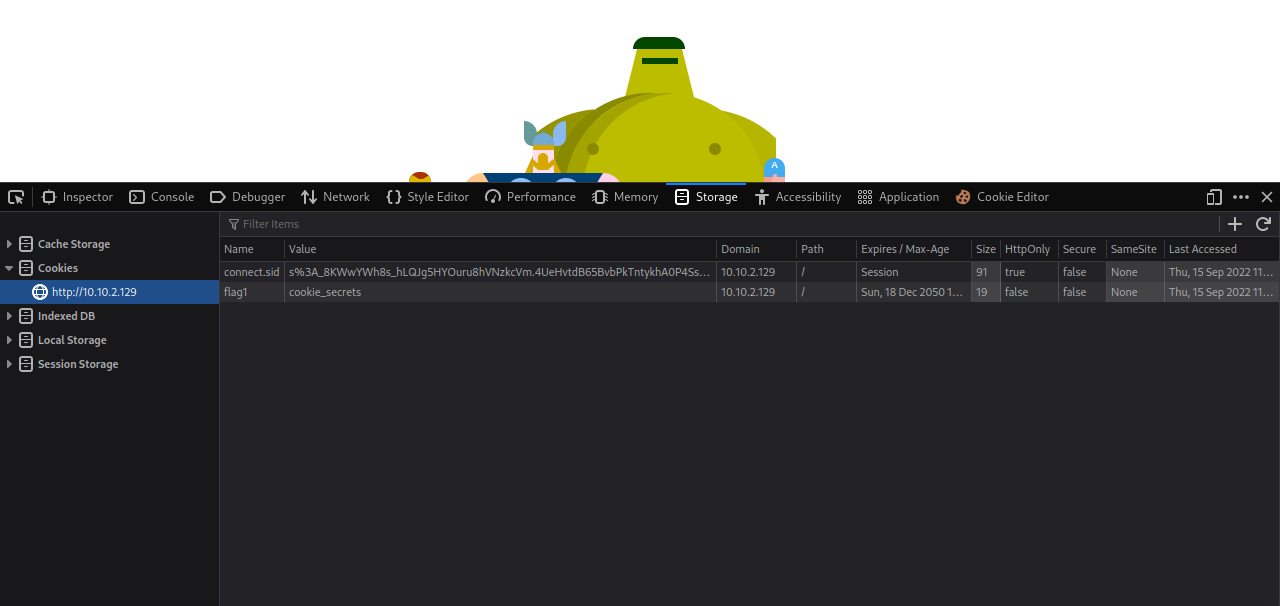 A
Inspector Console Debugger Network Style Editor Performance Memory Storage Accessibility Application Cookie Editor
Filter Items
Cache Storage
Cookies
http://10.10.2.129
Indexed DB
Local Storage
Session Storage
Name Value Domain Path Expires / Max-Age Size HttpOnly Secure SameSite Last Accessed
connect.sid s%3A_8KWwYWh8s_hLQJg5HYOuru8hVNzkcVm.4UeHvtdB65BvbPkTntykhA0P4Ss... 10.10.2.129 / Session 91 true false None Thu, 15 Sep 2022 11...
flag1 cookie_secrets 10.10.2.129 / Sun, 18 Dec 2050 1... 19 false false None Thu, 15 Sep 2022 11...